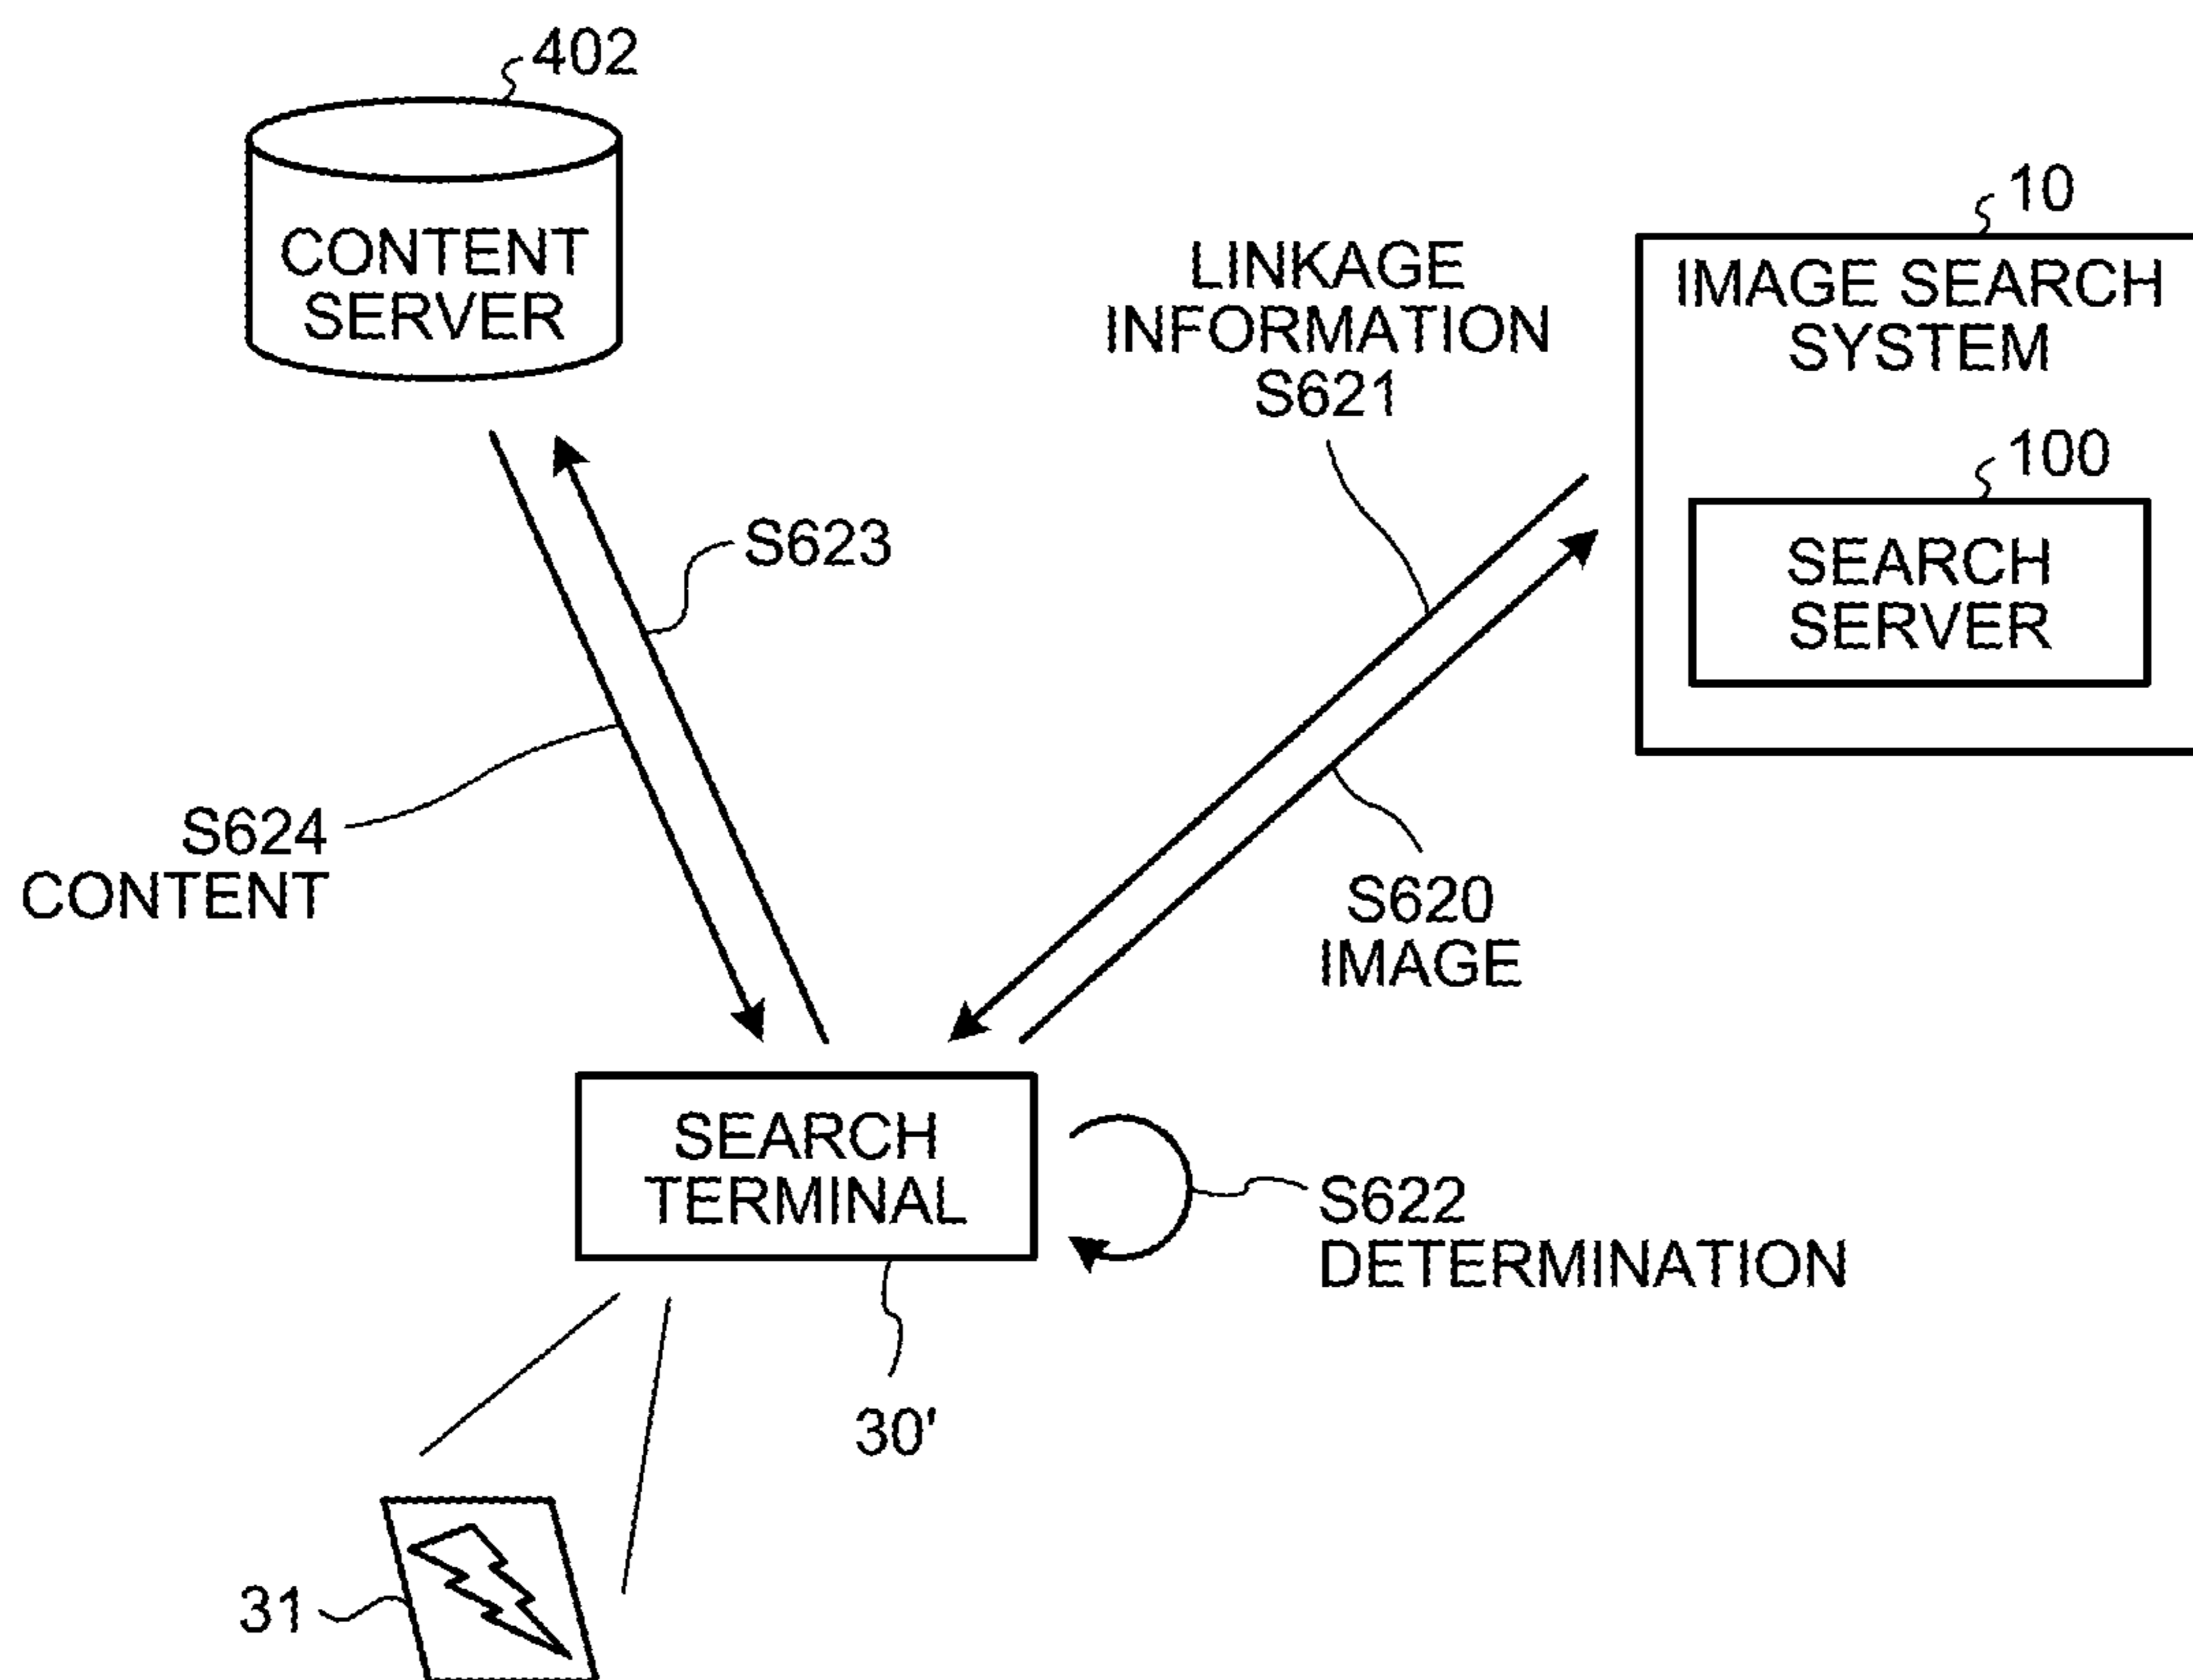 402
CONTENT
SERVER
10
IMAGE SEARCH
SYSTEM
LINKAGE
INFORMATION
S621
100
SEARCH
SERVER
S623
S624
CONTENT
S620
IMAGE
SEARCH
TERMINAL
S622
DETERMINATION
30'
31